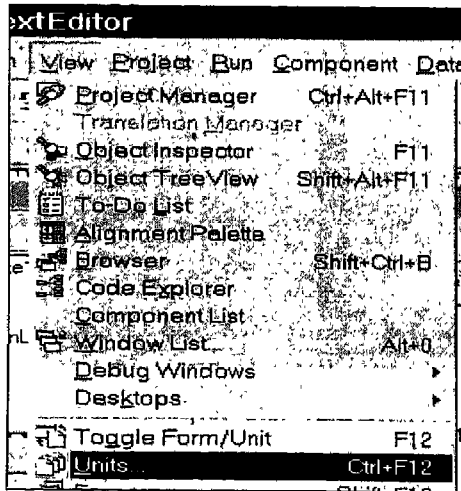 extEditor
View Project Run Component Data
Project Manager Ctrl+Alt+F11
Translation Manager
Object Inspector F11
Object TreeView Shift+Alt+F11
To-Do List
Alignment Palette
Browser Shift+Ctrl+B
Code Explorer
Component List
Window List... Alt+0
Debug Windows
Desktops
Toggle Form/Unit F12
Units... Ctrl+F12